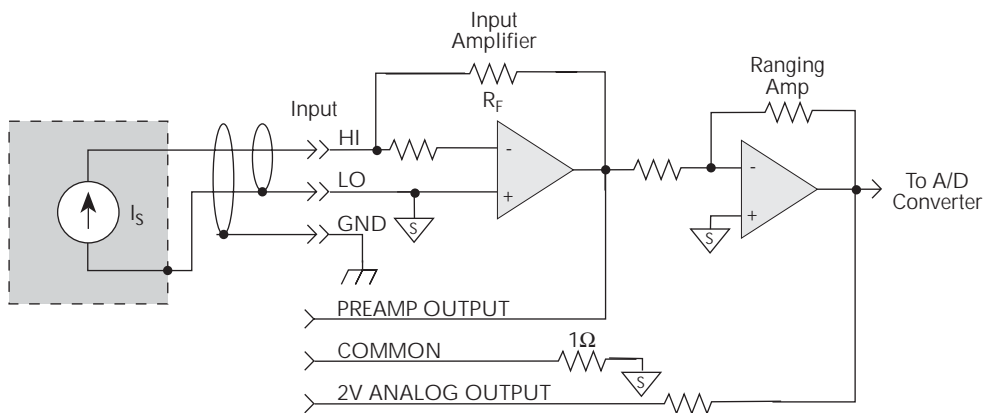 Input
Amplifier
Ranging
Amp
R_F
Input
HI
-
-
LO
+
To A/D
Converter
I_S
S
GND
S
+
PREAMP OUTPUT
1Ω
COMMON
S
2V ANALOG OUTPUT